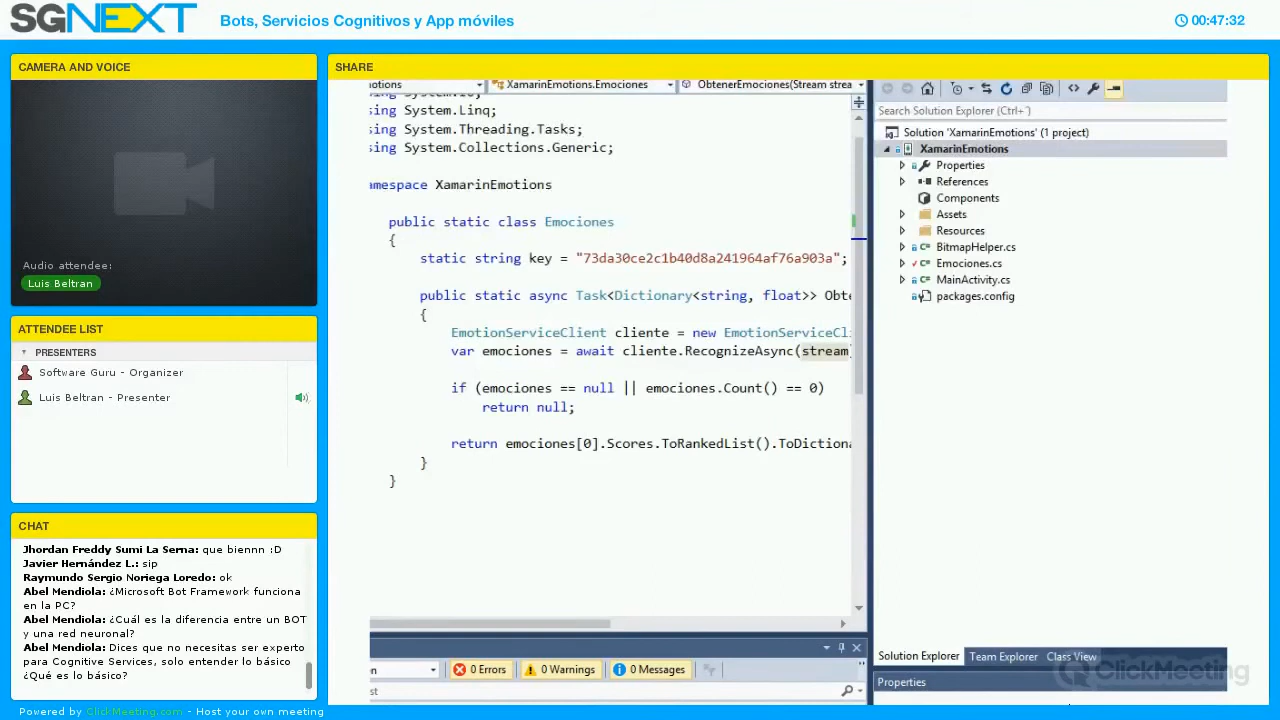 SGNEXT
Bots, Servicios Cognitivos y App móviles
00:47:32
CAMERA AND VOICE
Audio attendee:
Luis Beltran
ATTENDEE LIST
PRESENTERS
Software Guru - Organizer
Luis Beltran - Presenter
CHAT
Jhordan Freddy Sumi La Serna: que biennn :D
Javier Hernández L.: sip
Raymundo Sergio Noriega Loredo: ok
Abel Mendiola: ¿Microsoft Bot Framework funciona
en la PC?
Abel Mendiola: ¿Cuál es la diferencia entre un BOT
y una red neuronal?
Abel Mendiola: Dices que no necesitas ser experto
para Cognitive Services, solo entender lo básico
¿Qué es lo básico?
SHARE
otions
XamarinEmotions.Emociones
ObtenerEmociones(Stream strea
sing System.Linq;
sing System.Threading.Tasks;
sing System.Collections.Generic;
amespace XamarinEmotions
public static class Emociones
{
static string key = "73da30ce2c1b40d8a241964af76a903a";
public static async Task<Dictionary<string, float>> Obte
{
EmotionServiceClient cliente = new EmotionServiceCl
var emociones = await cliente.RecognizeAsync(stream
if (emociones == null || emociones.Count() == 0)
return null;
return emociones[0].Scores.ToRankedList().ToDictiona
}
}
0 Errors
0 Warnings
0 Messages
Search Solution Explorer (Ctrl+¨)
Solution 'XamarinEmotions' (1 project)
XamarinEmotions
Properties
References
Components
Assets
Resources
BitmapHelper.cs
Emociones.cs
MainActivity.cs
packages.config
Solution Explorer
Team Explorer
Class View
Properties
ClickMeeting
Powered by ClickMeeting.com - Host your own meeting